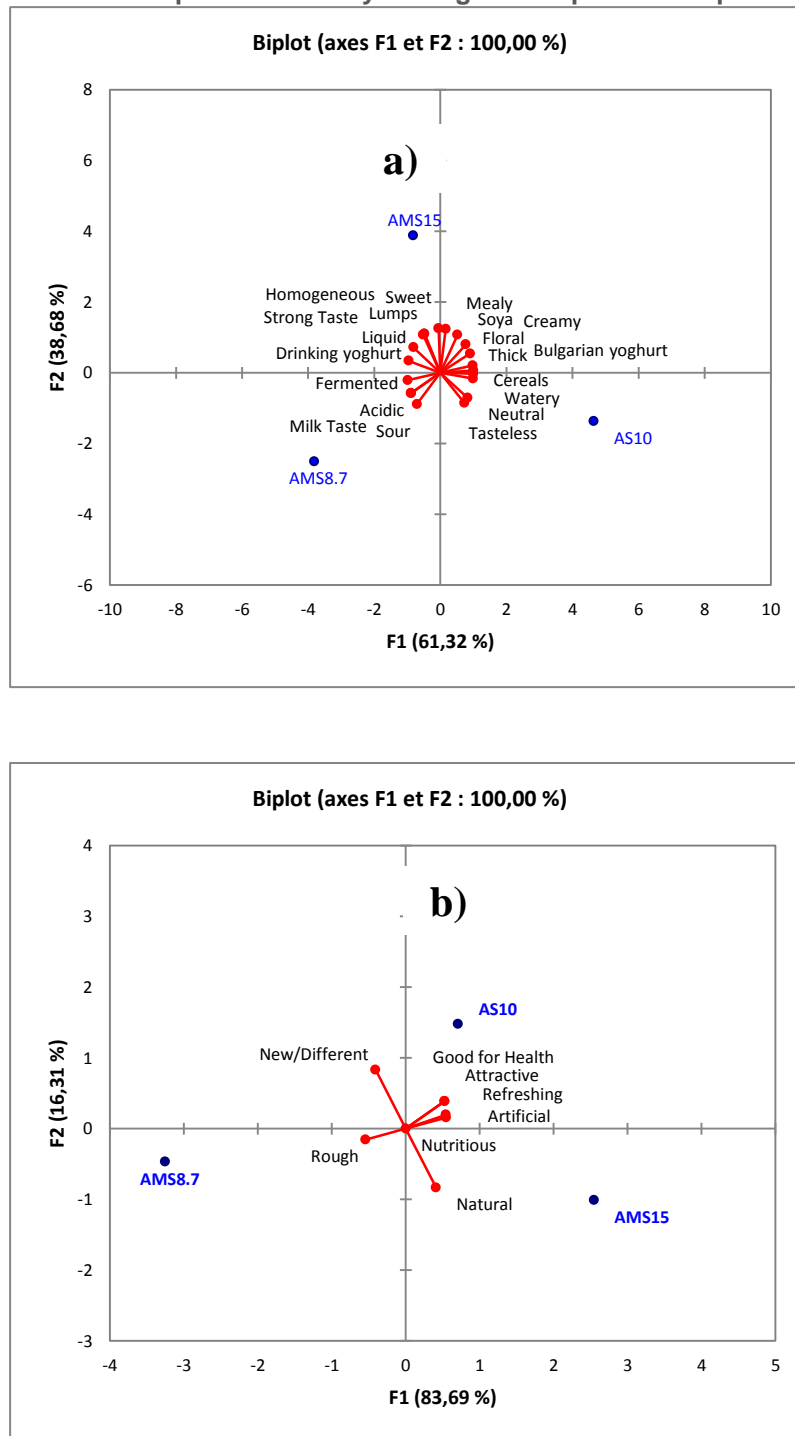 Biplot (axes F1 et F2 : 100,00 %)
8
a)
6
AMS15
4
Homogeneous Sweet Mealy
2
Strong Taste Lumps Soya Creamy
Liquid Floral
Drinking yoghurt Thick Bulgarian yoghurt
0
Fermented Cereals
Acidic Watery
Milk Taste Sour Neutral
Tasteless AS10
-2
AMS8.7
-4
-6
-10 -8 -6 -4 -2 0 2 4 6 8 10
F1 (61,32 %)
F2 (38,68 %)
Biplot (axes F1 et F2 : 100,00 %)
4
b)
3
2
AS10
New/Different Good for Health
1
Attractive
Refreshing
Artificial
0
Nutritious
Rough
AMS8.7
-1
Natural AMS15
-2
-3
-4 -3 -2 -1 0 1 2 3 4 5
F1 (83,69 %)
F2 (16,31 %)